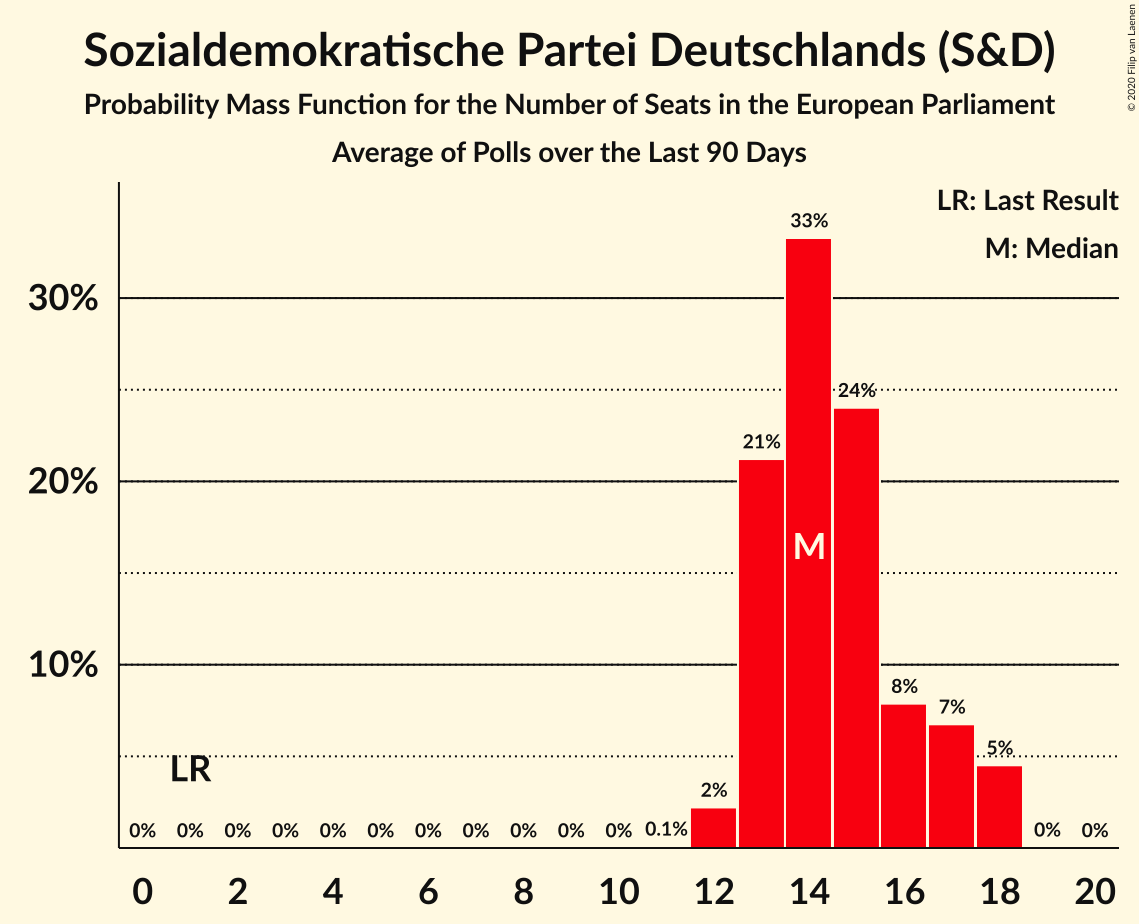 Sozialdemokratische Partei Deutschlands (S&D)
Probability Mass Function for the Number of Seats in the European Parliament
Average of Polls over the Last 90 Days
© 2020 Filip van Laenen
LR: Last Result
M: Median
33%
30%
24%
21%
20%
M
10%
8%
7%
5%
LR
2%
0% 0% 0% 0% 0% 0% 0% 0% 0% 0% 0% 0.1% 0% 0%
0 2 4 6 8 10 12 14 16 18 20